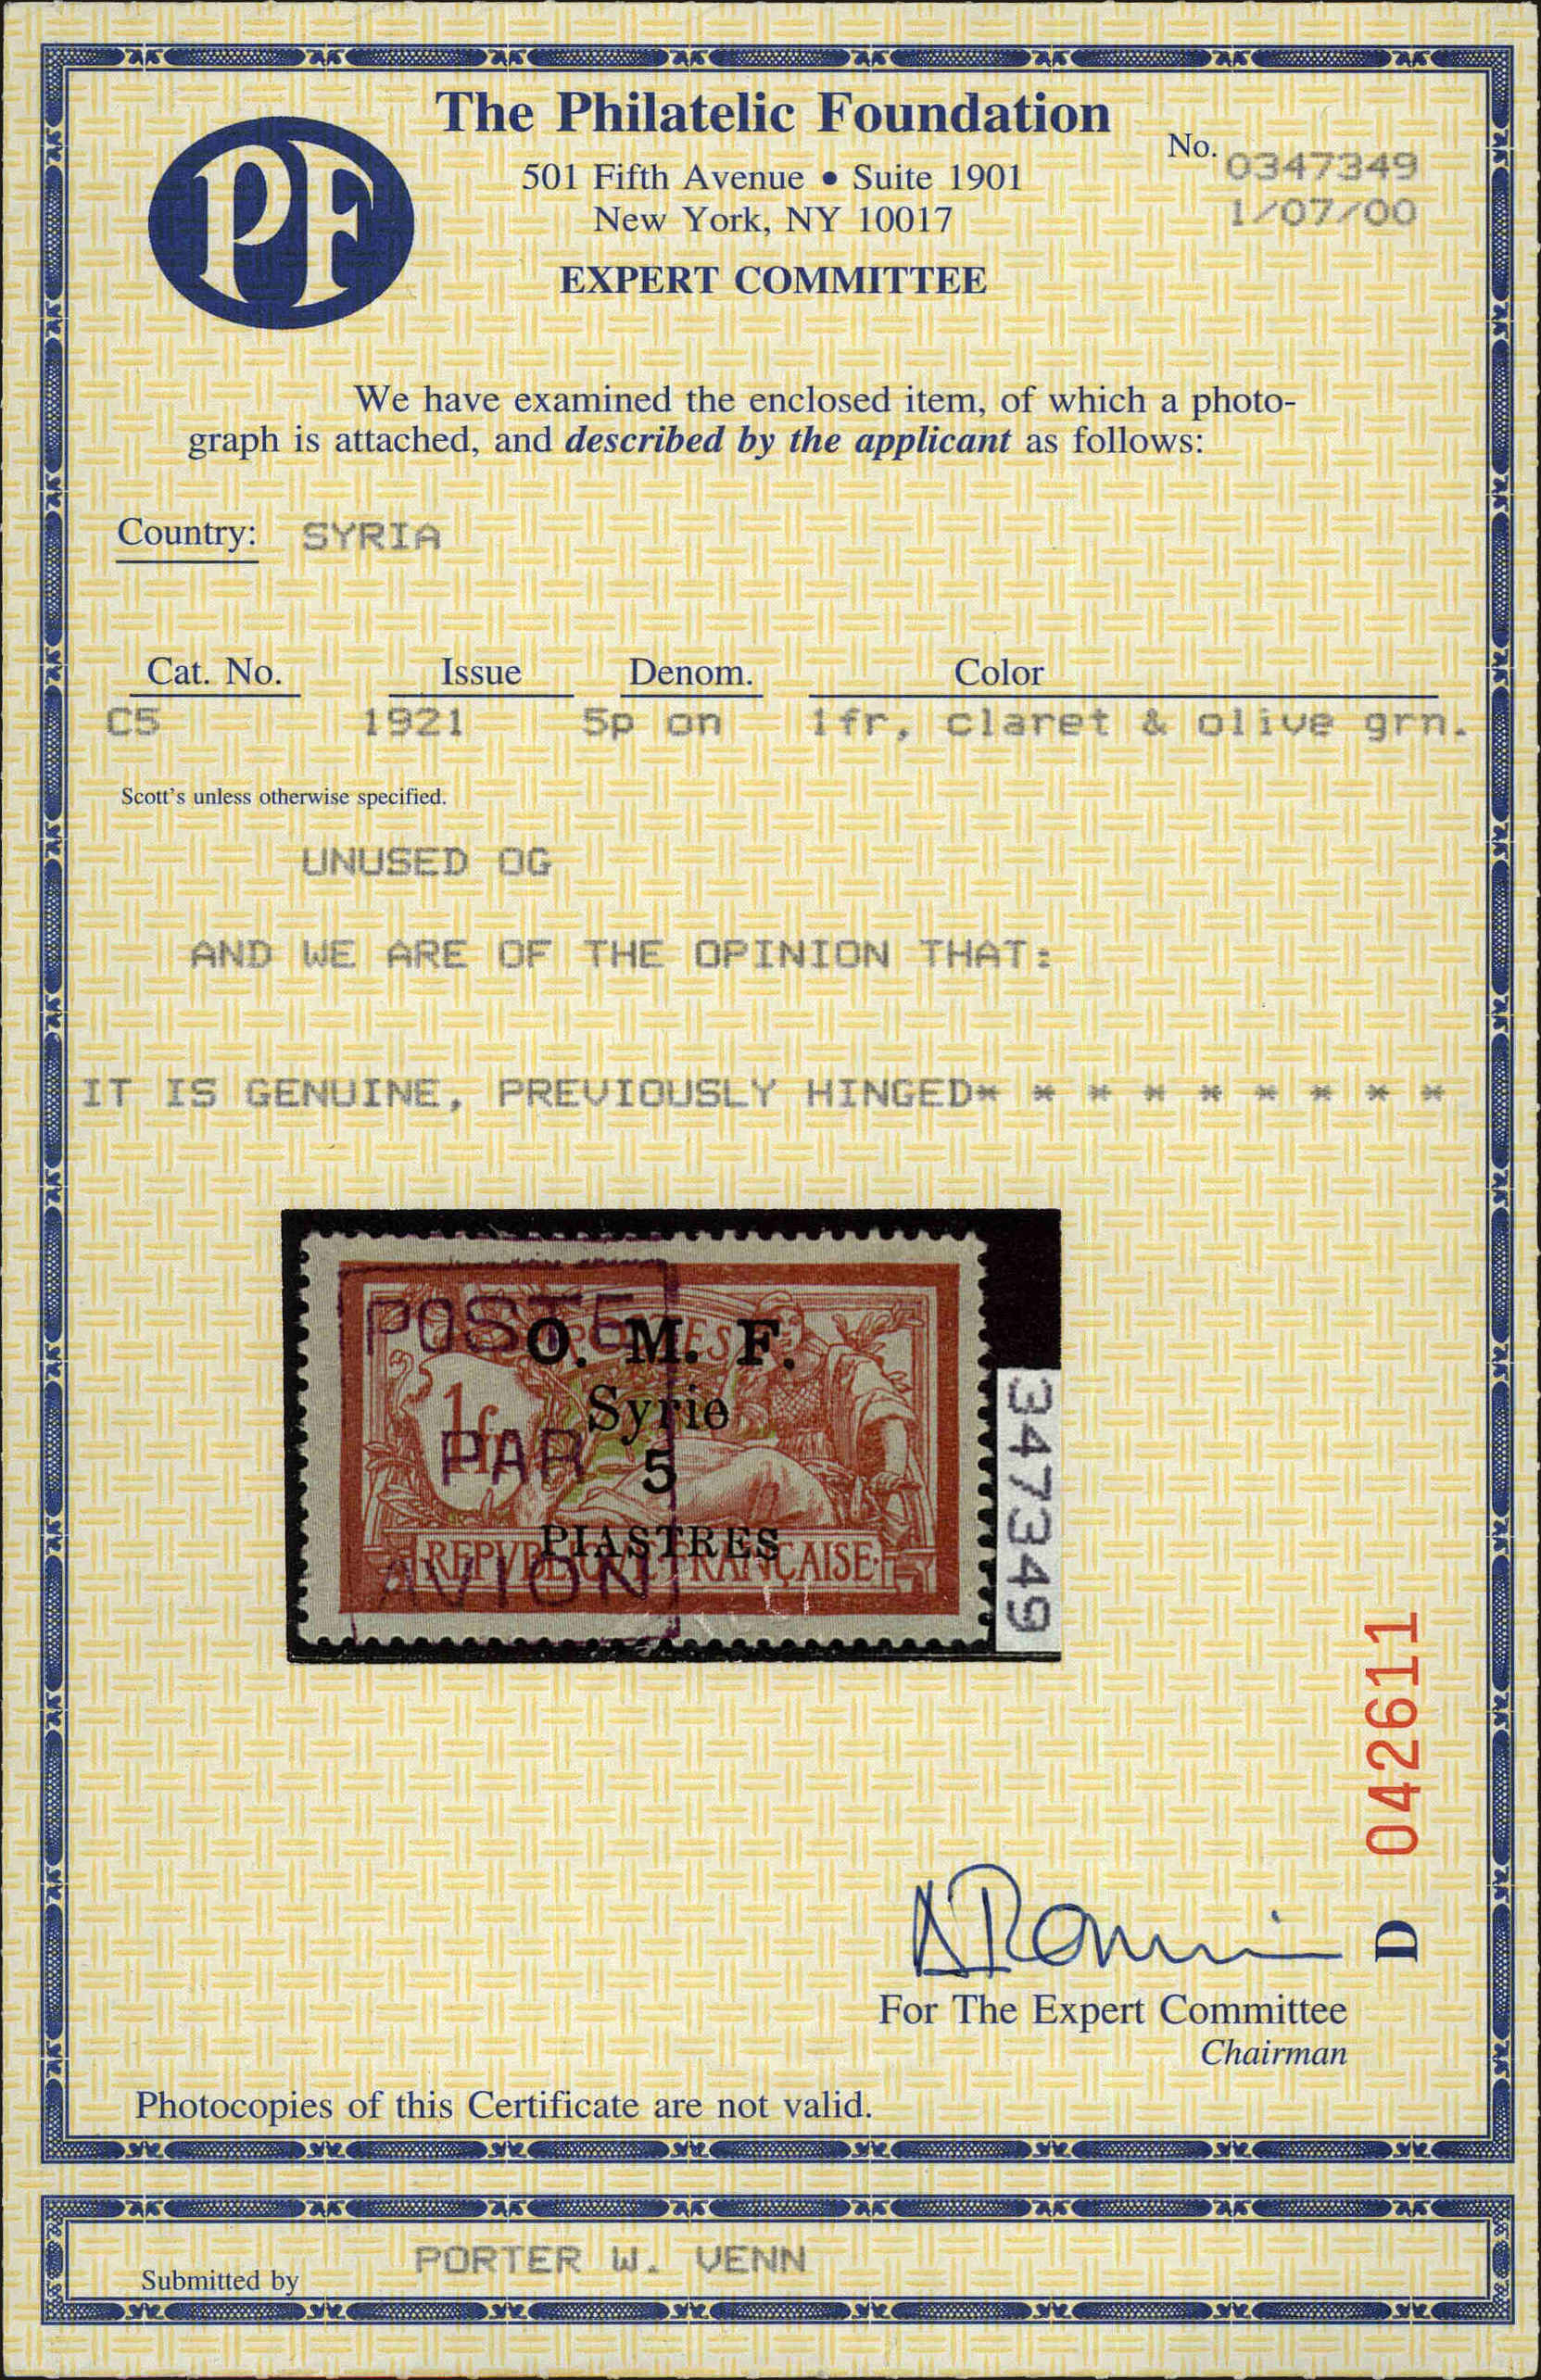 PF
The Philatelic Foundation
501 Fifth Avenue • Suite 1901
New York, NY 10017
EXPERT COMMITTEE
No. 0347349
1/07/00
We have examined the enclosed item, of which a photo-
graph is attached, and described by the applicant as follows:
Country: SYRIA
Cat. No. Issue Denom. Color
C5 1921 5p on 1fr, claret & olive grn.
Scott's unless otherwise specified.
UNUSED OG
AND WE ARE OF THE OPINION THAT:
IT IS GENUINE, PREVIOUSLY HINGED* * * * * * * * *
POSTE
O. M. F.
Syrie
1f
PAR
5
PIASTRES
REPVBLIQVE FRANÇAISE
AVION
347349
D 042611
For The Expert Committee
Chairman
Photocopies of this Certificate are not valid.
Submitted by PORTER W. VENN